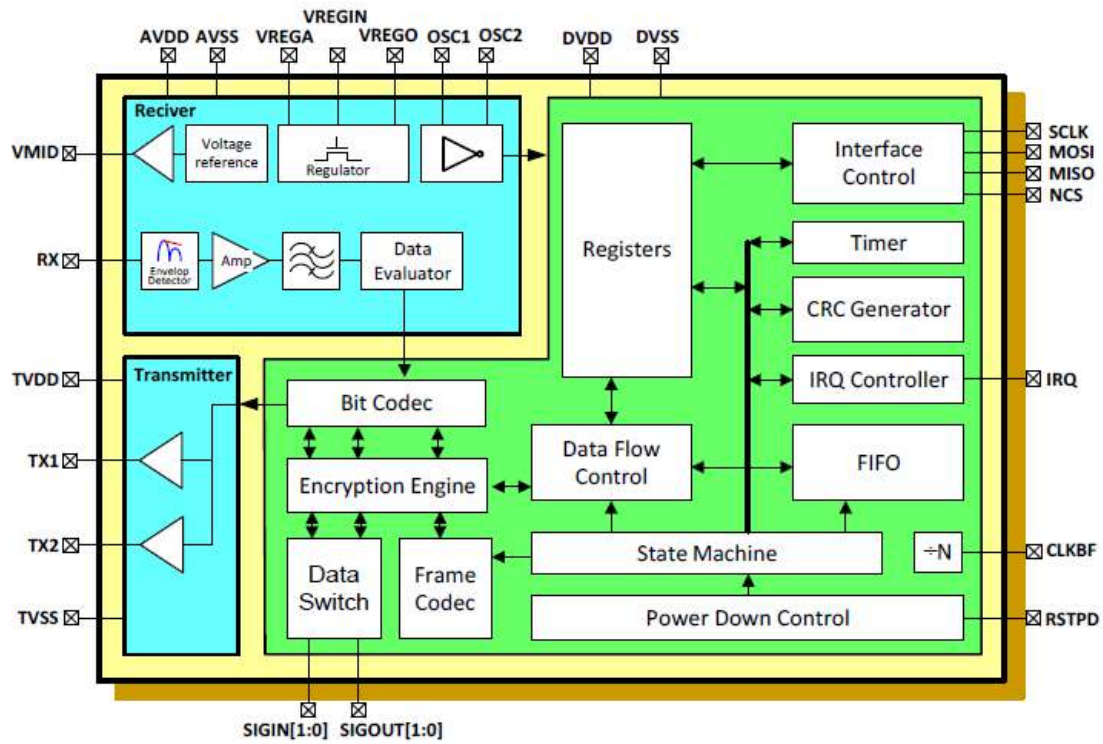 VREGIN
AVDD AVSS VREGA VREGO OSC1 OSC2 DVDD DVSS
Reciver
VMID
Voltage
reference
Regulator
Interface
Control
SCLK
MOSI
MISO
NCS
Registers
Timer
RX
Envelop
Detector
Amp
Data
Evaluator
CRC Generator
TVDD
Transmitter
Bit Codec
IRQ Controller
IRQ
TX1
Encryption Engine
Data Flow
Control
FIFO
TX2
Data
Switch
Frame
Codec
State Machine
÷N
CLKBF
TVSS
Power Down Control
RSTPD
SIGIN[1:0] SIGOUT[1:0]